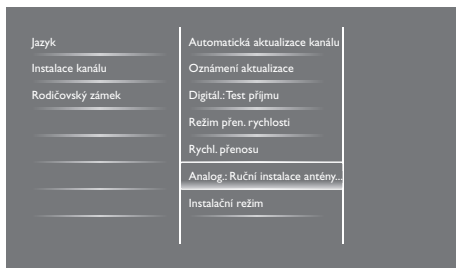 Jazyk
Instalace kanálu
Rodičovský zámek
Automatická aktualizace kanálu
Oznámení aktualizace
Digitál.:Test příjmu
Režim přen. rychlosti
Rychl. přenosu
Analog.: Ruční instalace antény...
Instalační režim